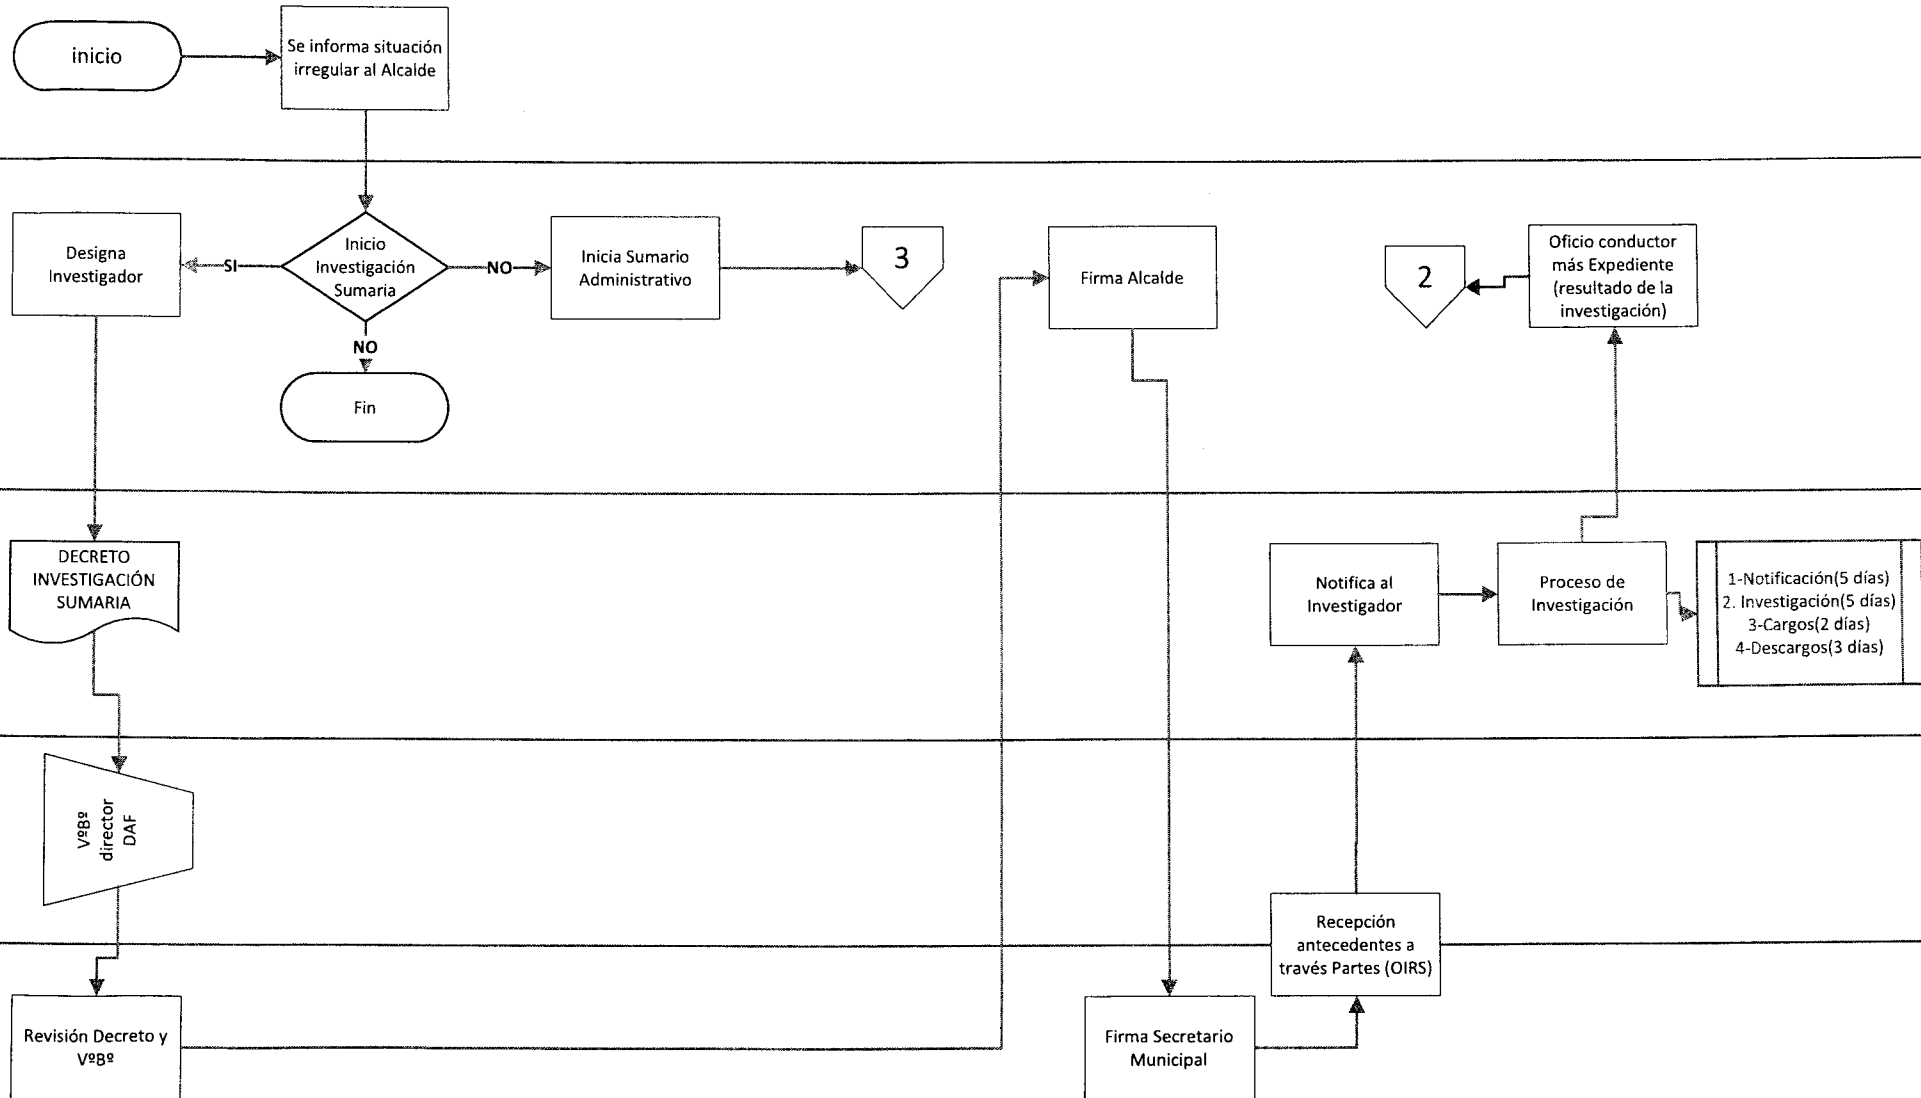 inicio
Se informa situación
irregular al Alcalde
Designa
Investigador
SI
Inicio
Investigación
Sumaria
NO
Inicia Sumario
Administrativo
3
Firma Alcalde
2
Oficio conductor
más Expediente
(resultado de la
investigación)
NO
Fin
DECRETO
INVESTIGACIÓN
SUMARIA
Notifica al
Investigador
Proceso de
Investigación
1-Notificación(5 días)
2. Investigación(5 días)
3-Cargos(2 días)
4-Descargos(3 días)
VºBº
director
DAF
Recepción
antecedentes a
través Partes (OIRS)
Revisión Decreto y
VºBº
Firma Secretario
Municipal